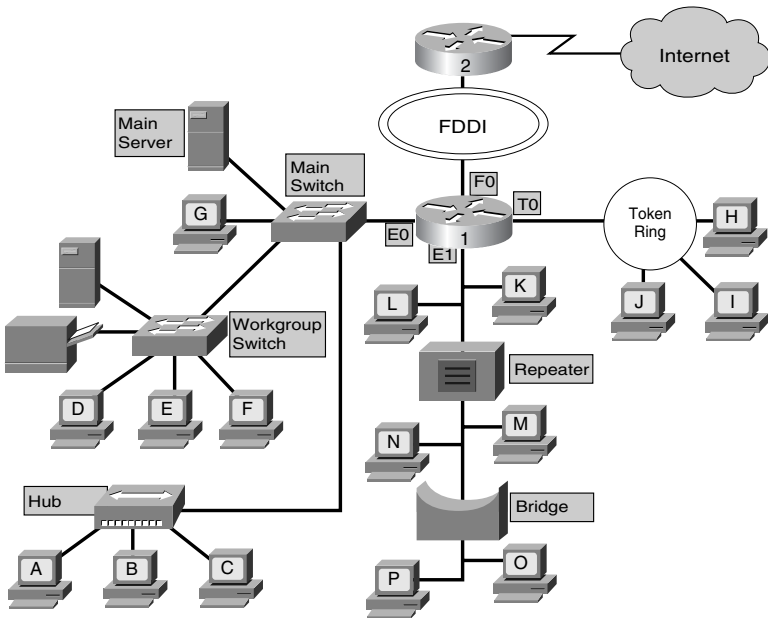 2
Internet
FDDI
Main
Server
Main
Switch
F0
T0
G
E0
1
E1
Token
Ring
H
K
L
J
I
Workgroup
Switch
Repeater
D
E
F
M
N
Hub
Bridge
A
B
C
P
O